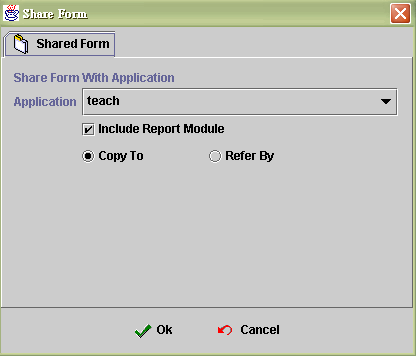 Share Form
Shared Form
Share Form With Application
Application teach
Include Report Module
Copy To Refer By
Ok Cancel